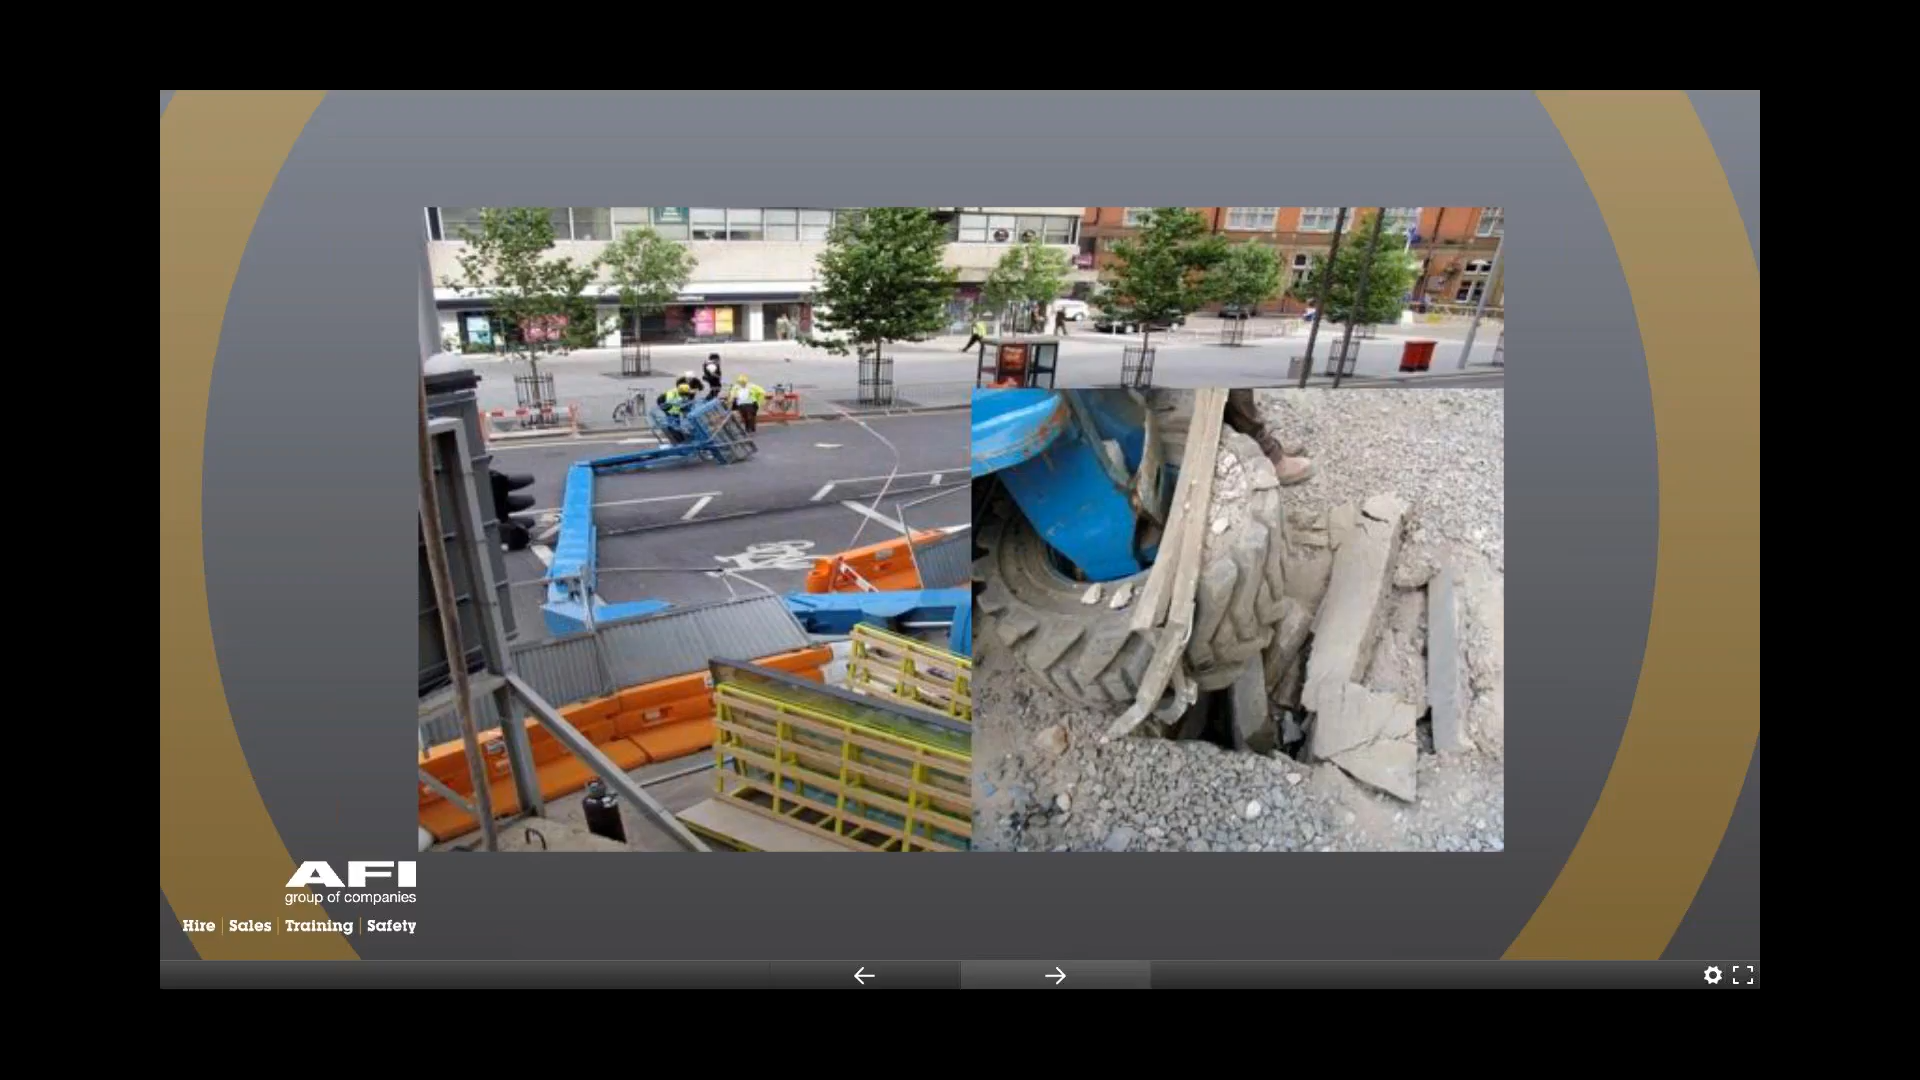 AFI
group of companies
Hire | Sales | Training | Safety